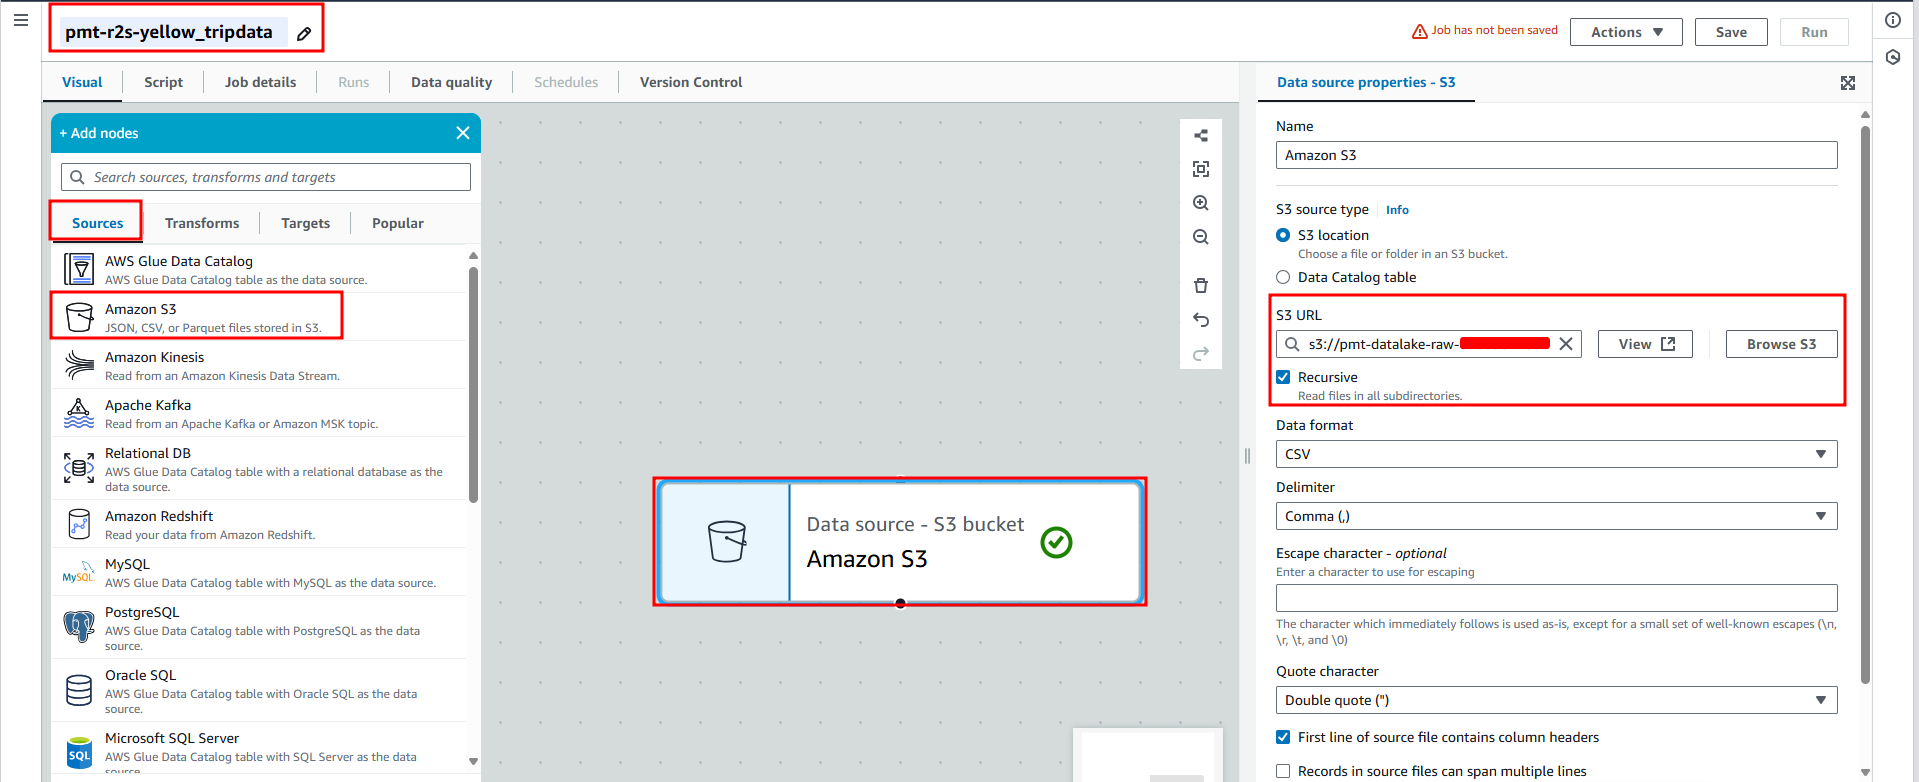 pmt-r2s-yellow_tripdata
Job has not been saved
Actions
Save
Run
Visual
Script
Job details
Runs
Data quality
Schedules
Version Control
+ Add nodes
Search sources, transforms and targets
Sources
Transforms
Targets
Popular
AWS Glue Data Catalog
AWS Glue Data Catalog table as the data source.
Amazon S3
JSON, CSV, or Parquet files stored in S3.
Amazon Kinesis
Read from an Amazon Kinesis Data Stream.
Apache Kafka
Read from an Apache Kafka or Amazon MSK topic.
Relational DB
AWS Glue Data Catalog table with a relational database as the
data source.
Amazon Redshift
Read your data from Amazon Redshift.
MySQL
MySQL
AWS Glue Data Catalog table with MySQL as the data source.
PostgreSQL
AWS Glue Data Catalog table with PostgreSQL as the data
source.
Oracle SQL
AWS Glue Data Catalog table with Oracle SQL as the data
source.
Microsoft SQL Server
SQL
AWS Glue Data Catalog table with SQL Server as the data
source.
Data source - S3 bucket
Amazon S3
Data source properties - S3
Name
Amazon S3
S3 source type
Info
S3 location
Choose a file or folder in an S3 bucket.
Data Catalog table
S3 URL
s3://pmt-datalake-raw-
View
Browse S3
Recursive
Read files in all subdirectories.
Data format
CSV
Delimiter
Comma (,)
Escape character - optional
Enter a character to use for escaping
The character which immediately follows is used as-is, except for a small set of well-known escapes (\n,
\r, \t, and \0)
Quote character
Double quote (")
First line of source file contains column headers
Records in source files can span multiple lines